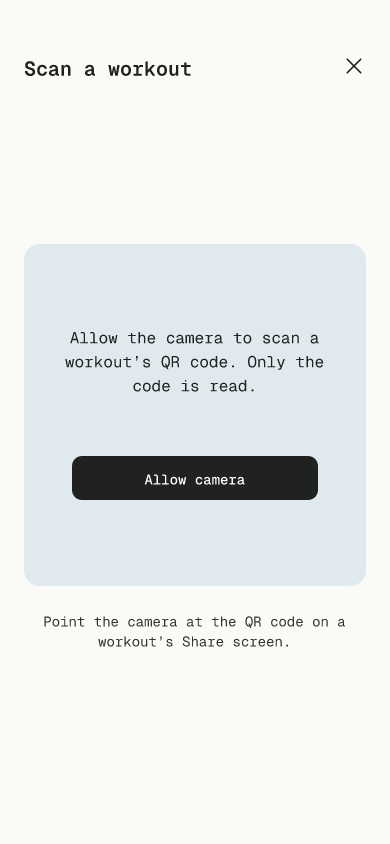 Scan a workout
Allow the camera to scan a
workout’s QR code. Only the
code is read.
Allow camera
Point the camera at the QR code on a
workout’s Share screen.